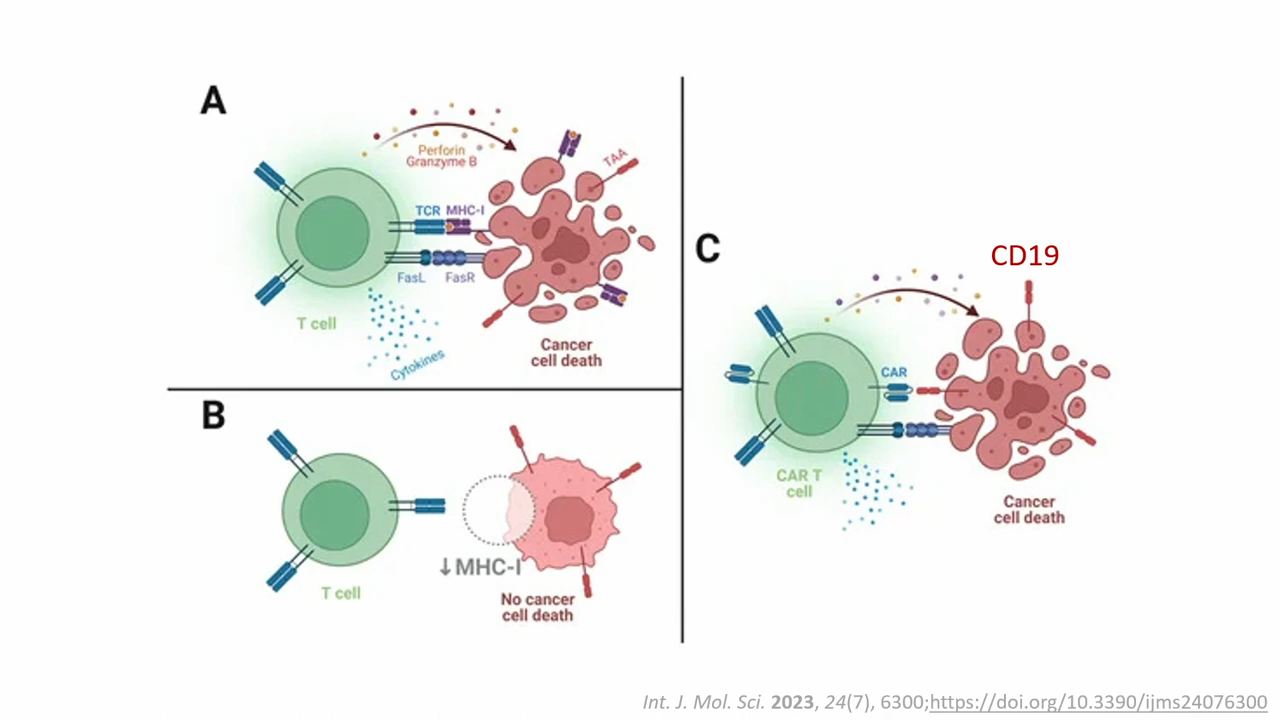 A
Perforin
Granzyme B
TAA
TCR MHC-I
FasL FasR
T cell
Cytokines
Cancer
cell death
B
↓MHC-I
T cell
No cancer
cell death
C
CD19
CAR
CAR T
cell
Cancer
cell death
Int. J. Mol. Sci. 2023, 24(7), 6300;https://doi.org/10.3390/ijms24076300